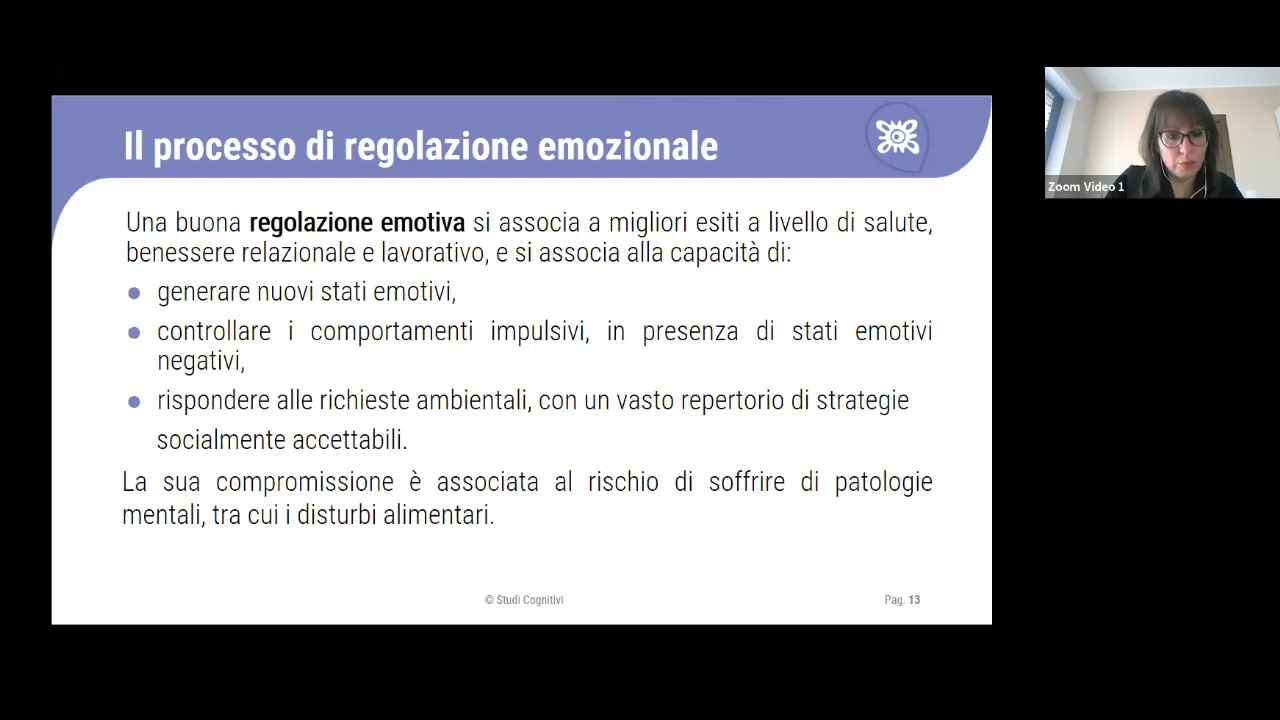 Il processo di regolazione emozionale
Una buona regolazione emotiva si associa a migliori esiti a livello di salute,
benessere relazionale e lavorativo, e si associa alla capacità di:
● generare nuovi stati emotivi,
● controllare i comportamenti impulsivi, in presenza di stati emotivi
negativi,
● rispondere alle richieste ambientali, con un vasto repertorio di strategie
socialmente accettabili.
La sua compromissione è associata al rischio di soffrire di patologie
mentali, tra cui i disturbi alimentari.
© Studi Cognitivi
Pag. 13
Zoom Video 1